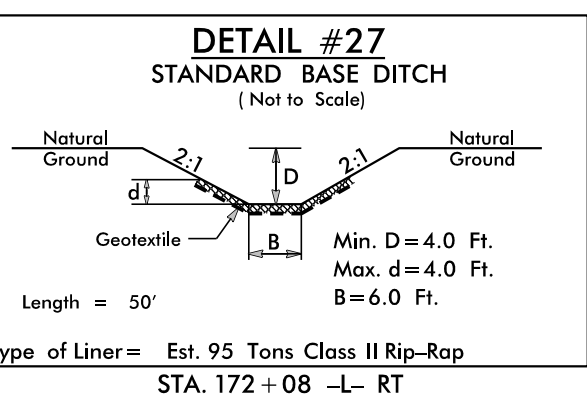 DETAIL #27
STANDARD BASE DITCH
( Not to Scale)
Natural
Ground
2:1
D
2:1
Natural
Ground
d
Geotextile
B
Min. D=4.0 Ft.
Max. d=4.0 Ft.
B=6.0 Ft.
Length = 50'
ype of Liner= Est. 95 Tons Class II Rip-Rap
STA. 172+08 -L- RT